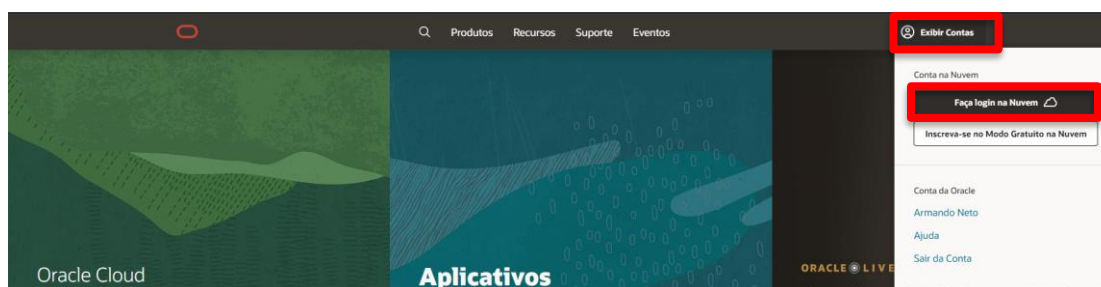 Produtos Recursos Suporte Eventos
Exibir Contas
Conta na Nuvem
Faça login na Nuvem
Inscreva-se no Modo Gratuito na Nuvem
Conta da Oracle
Armando Neto
Ajuda
Sair da Conta
Oracle Cloud
Aplicativos
ORACLE LIVE